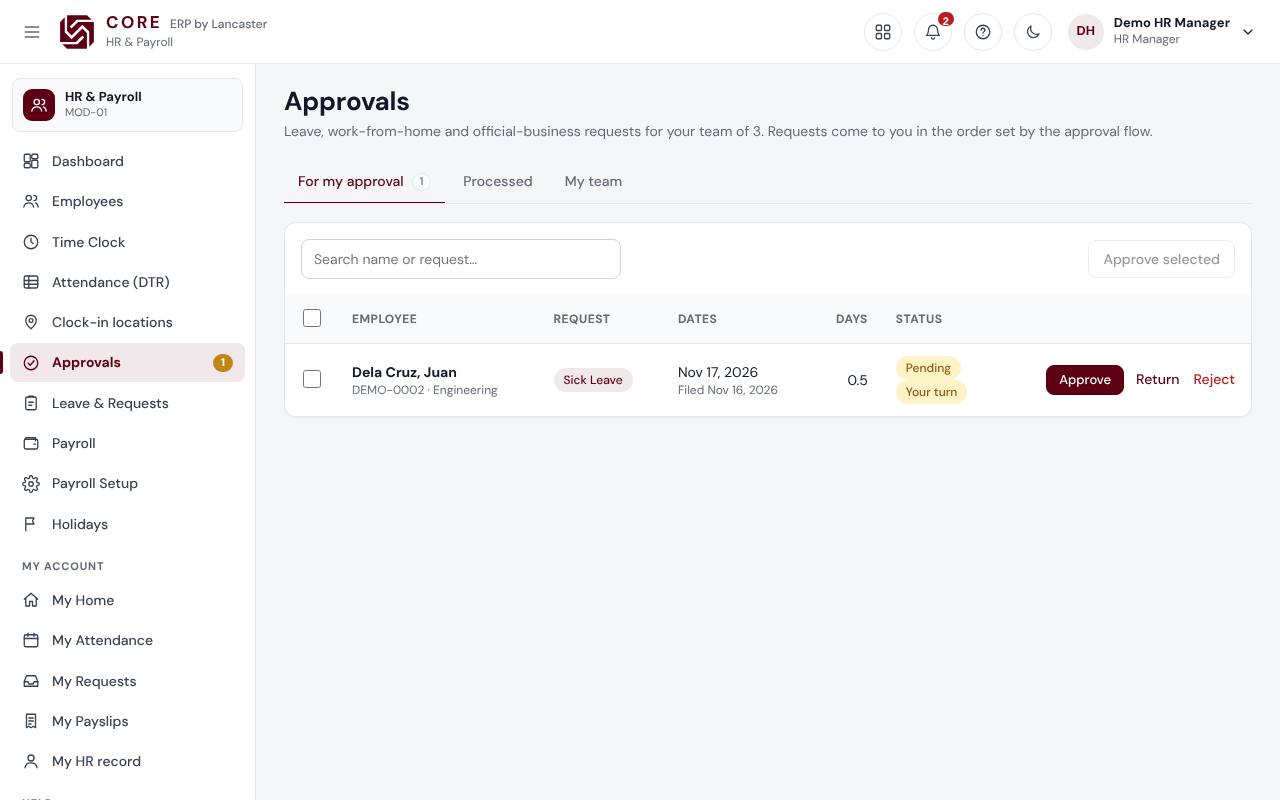 CORE ERP by Lancaster
HR & Payroll
2
DH
Demo HR Manager
HR Manager
HR & Payroll
MOD-01
Dashboard
Employees
Time Clock
Attendance (DTR)
Clock-in locations
Approvals 1
Leave & Requests
Payroll
Payroll Setup
Holidays
MY ACCOUNT
My Home
My Attendance
My Requests
My Payslips
My HR record
Approvals
Leave, work-from-home and official-business requests for your team of 3. Requests come to you in the order set by the approval flow.
For my approval 1 Processed My team
Search name or request... Approve selected
EMPLOYEE REQUEST DATES DAYS STATUS
Dela Cruz, Juan
DEMO-0002 · Engineering
Sick Leave
Nov 17, 2026
Filed Nov 16, 2026
0.5
Pending
Your turn
Approve Return Reject